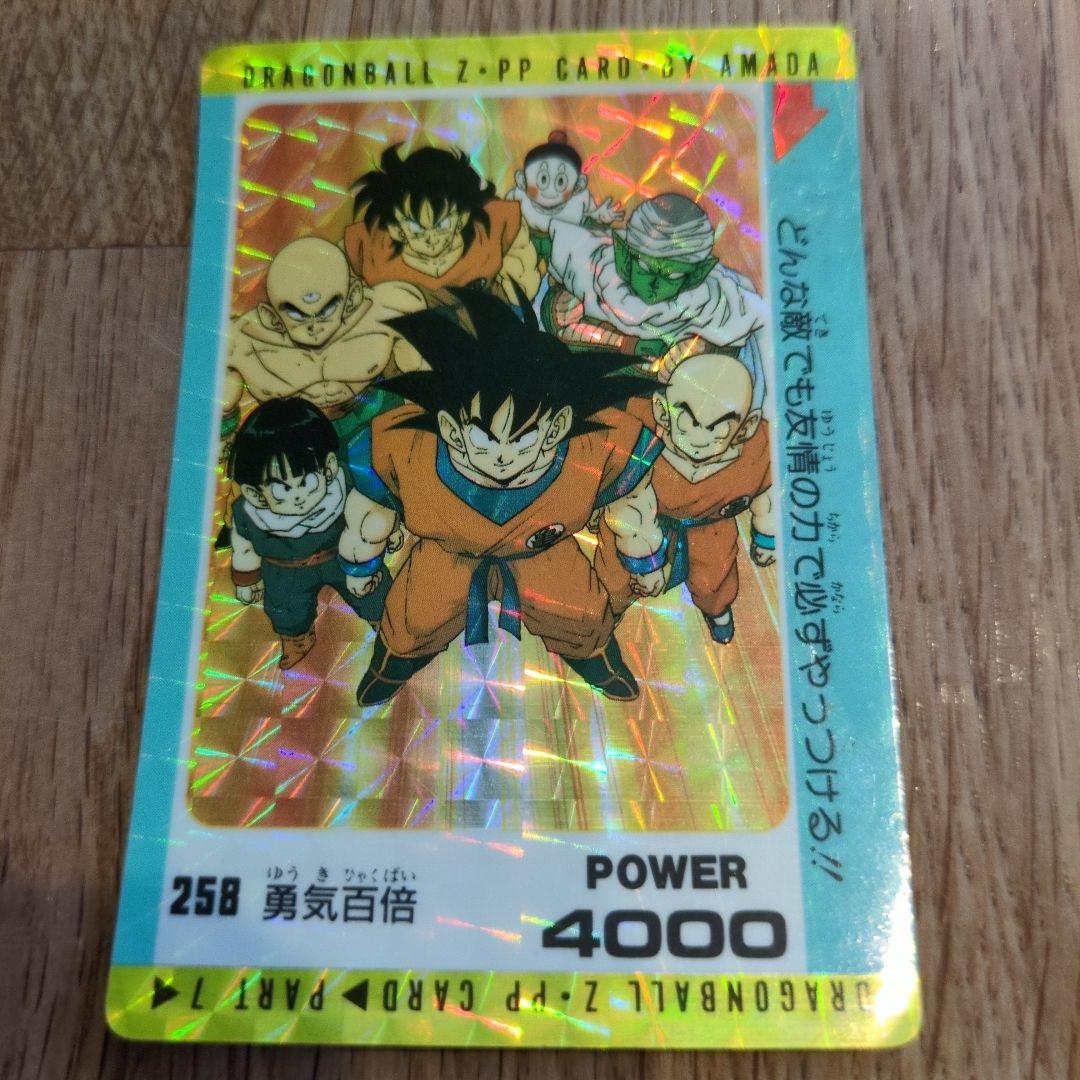 DRAGONBALL Z・PP CARD・BY AMADA
どんな敵でも友情の力で必ずやっつける!!
てき
ゆうじょう
ちから
かなら
258
ゆうきひゃくばい
勇気百倍
POWER
4000
DRAGONBALL Z・PP CARD▶PART 7◀